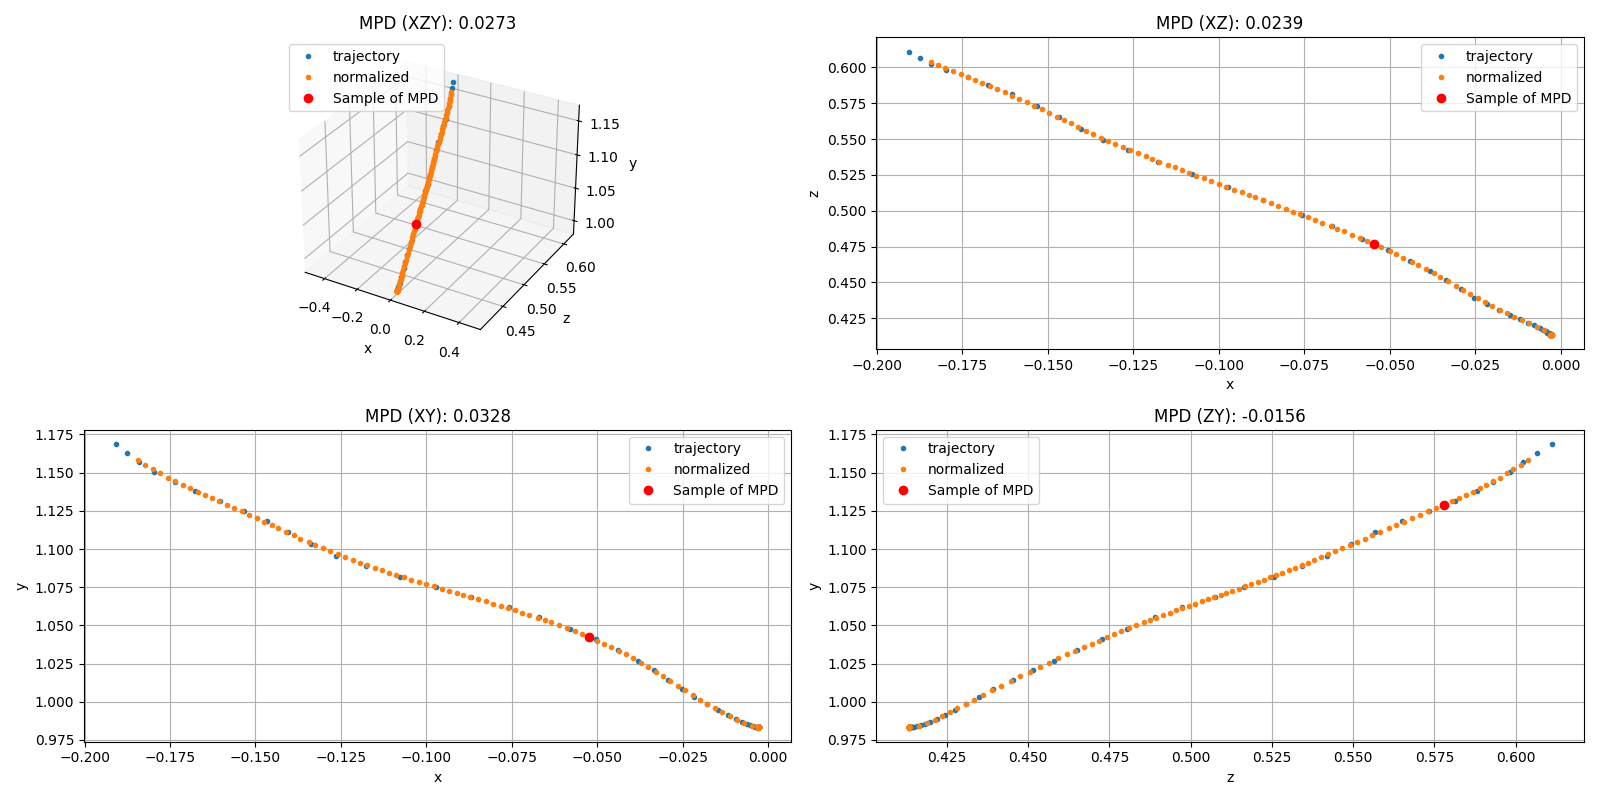 MPD (XZY): 0.0273
trajectory
normalized
Sample of MPD
1.15
1.10
1.05
1.00
y
0.60
0.55
0.50
0.45
z
−0.4
−0.2
0.0
0.2
0.4
x
MPD (XZ): 0.0239
trajectory
normalized
Sample of MPD
0.600
0.575
0.550
0.525
0.500
0.475
0.450
0.425
z
−0.200 −0.175 −0.150 −0.125 −0.100 −0.075 −0.050 −0.025 0.000
x
MPD (XY): 0.0328
trajectory
normalized
Sample of MPD
1.175
1.150
1.125
1.100
1.075
1.050
1.025
1.000
0.975
y
−0.200 −0.175 −0.150 −0.125 −0.100 −0.075 −0.050 −0.025 0.000
x
MPD (ZY): -0.0156
trajectory
normalized
Sample of MPD
1.175
1.150
1.125
1.100
1.075
1.050
1.025
1.000
0.975
y
0.425 0.450 0.475 0.500 0.525 0.550 0.575 0.600
z